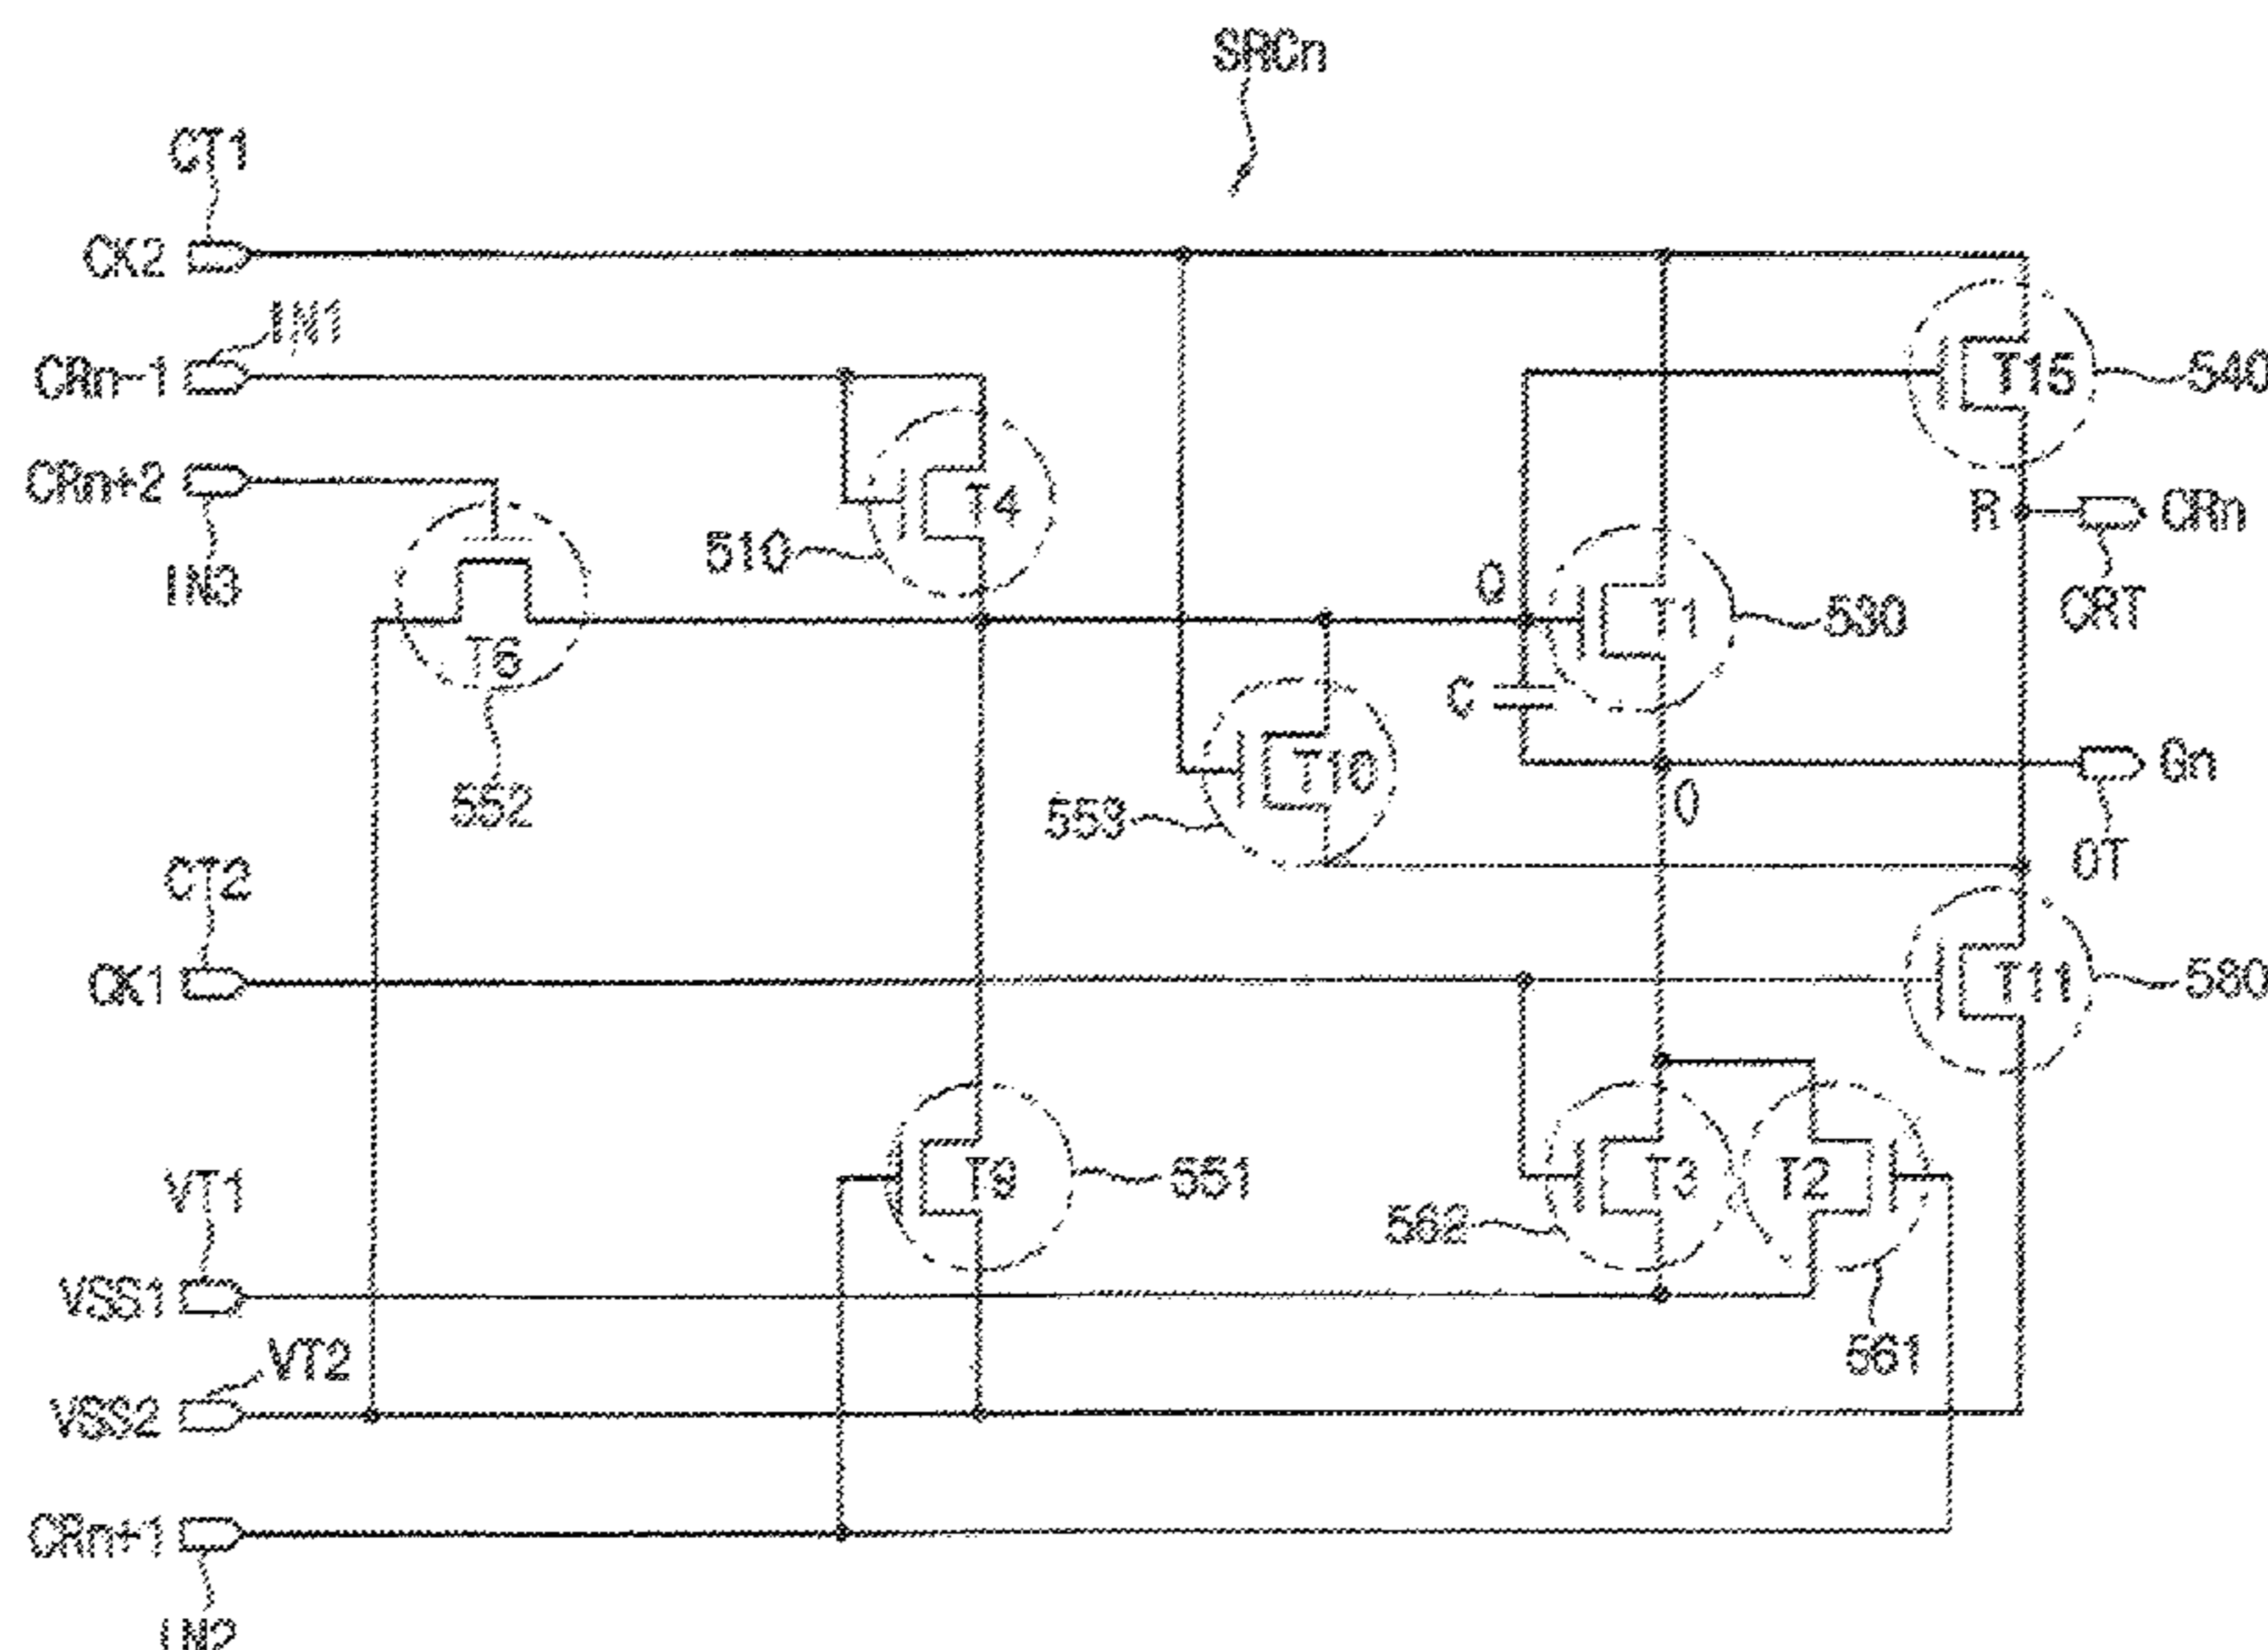 SRCn
CT1
CK2
IN1
CRn-1
T15
540
CRn+2
T4
R
CRn
510
IN3
Q
T1
530
CRT
T6
C
T10
Gn
552
553
O
OT
CT2
CK1
T11
580
VT1
T9
551
T3
T2
562
VSS1
VT2
561
VSS2
CRn+1
IN2